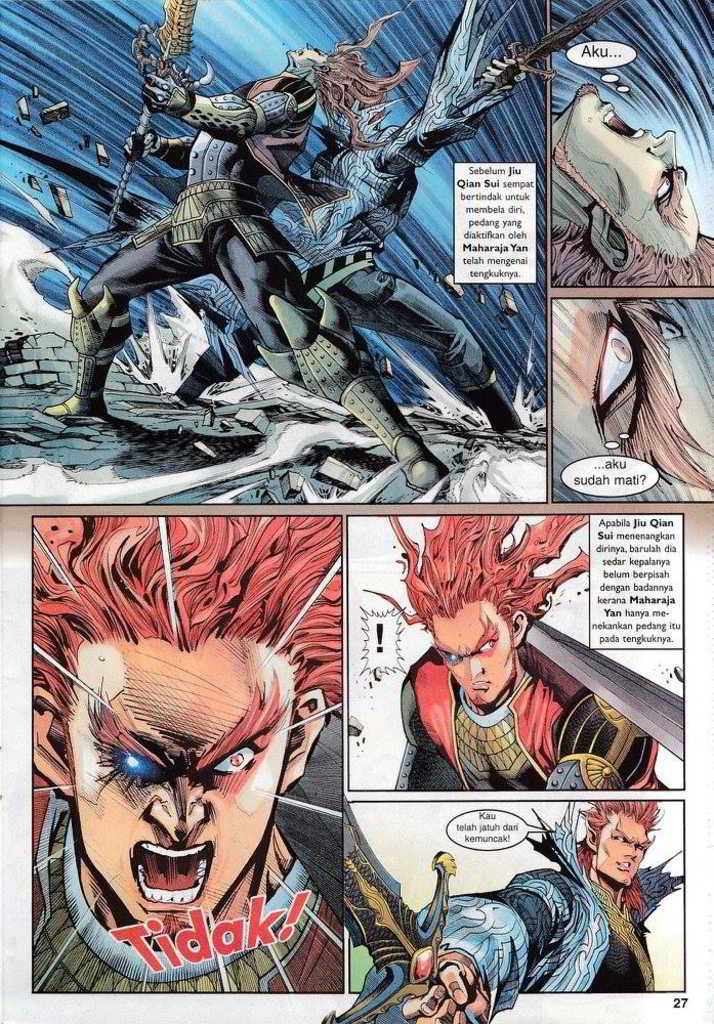 Sebelum Jiu
Qian Sui sempat
bertindak untuk
membela diri,
pedang yang
diaktifkan oleh
Maharaja Yan
telah mengenai
tengkuknya.
Aku...
...aku
sudah mati?
Tidak!
!
Apabila Jiu Qian
Sui menenangkan
dirinya, barulah dia
sedar kepalanya
belum berpisah
dengan badannya
kerana Maharaja
Yan hanya me-
nekankan pedang itu
pada tengkuknya.
Kau
telah jatuh dari
kemuncak!
27